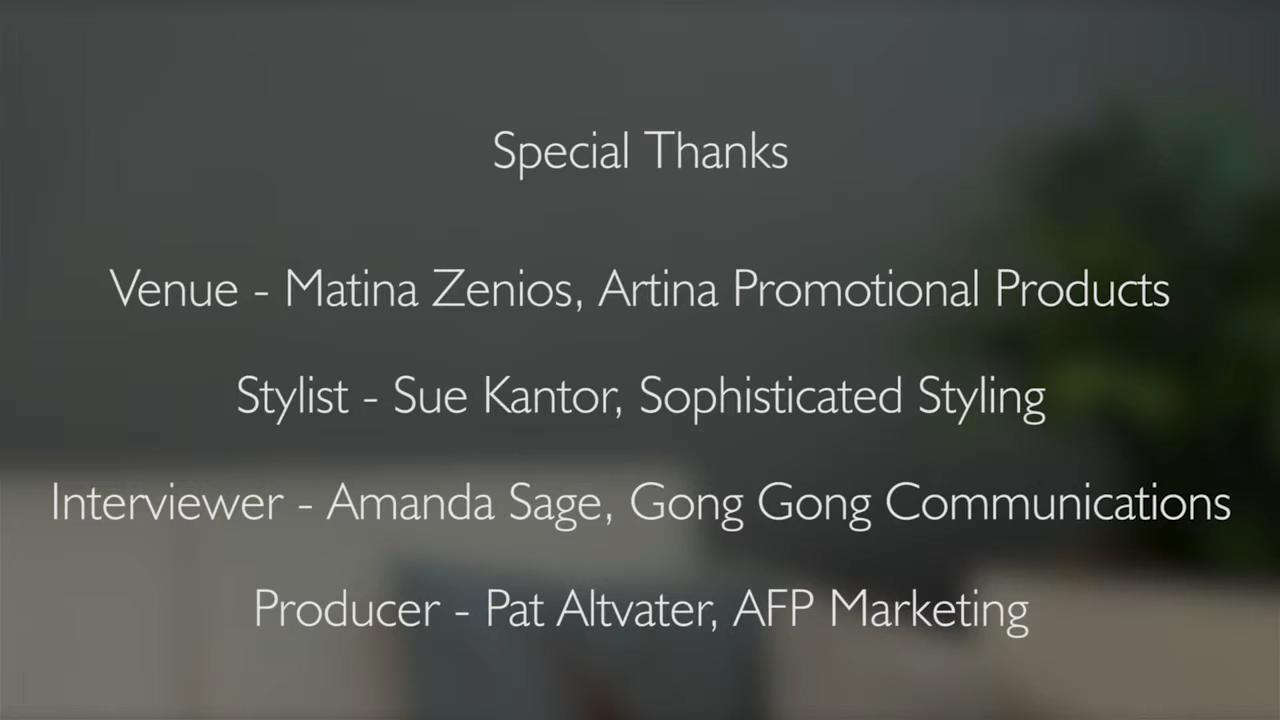 Special Thanks
Venue - Matina Zenios, Artina Promotional Products
Stylist - Sue Kantor, Sophisticated Styling
Interviewer - Amanda Sage, Gong Gong Communications
Producer - Pat Altvater, AFP Marketing